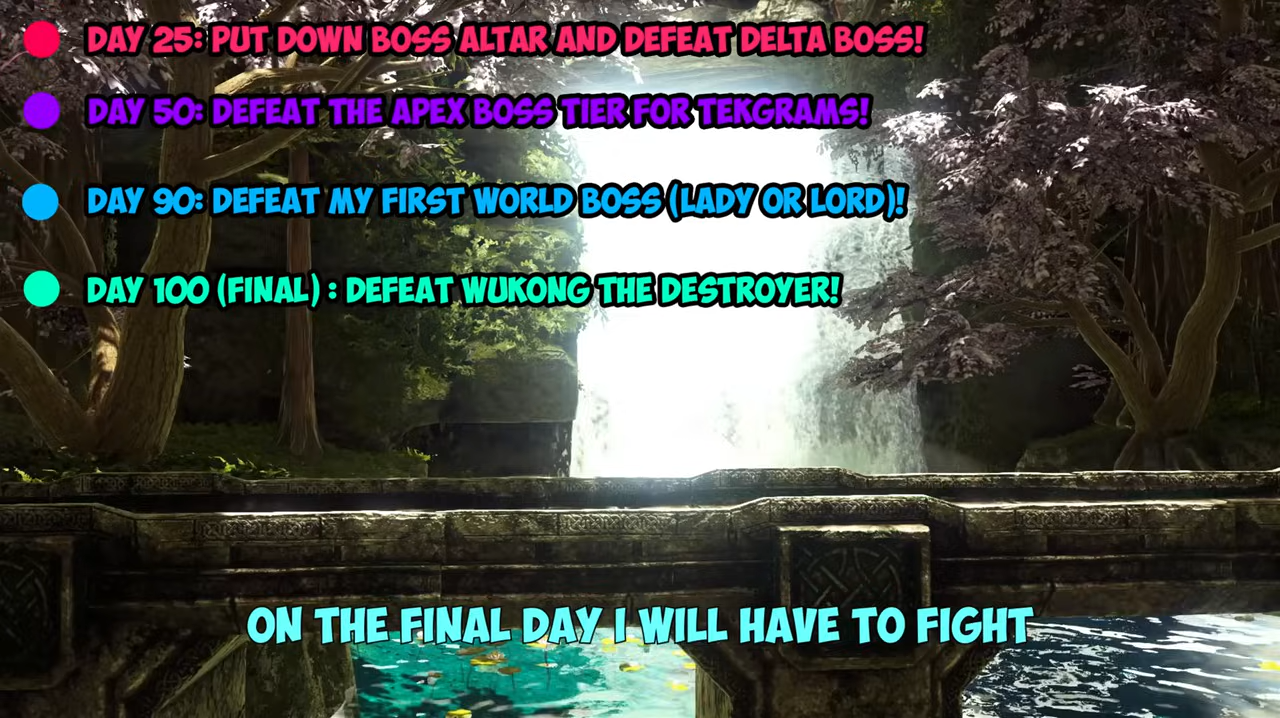 DAY 25: PUT DOWN BOSS ALTAR AND DEFEAT DELTA BOSS!
DAY 50: DEFEAT THE APEX BOSS TIER FOR TEKGRAMS!
DAY 90: DEFEAT MY FIRST WORLD BOSS (LADY OR LORD)!
DAY 100 (FINAL) : DEFEAT WUKONG THE DESTROYER!
ON THE FINAL DAY I WILL HAVE TO FIGHT